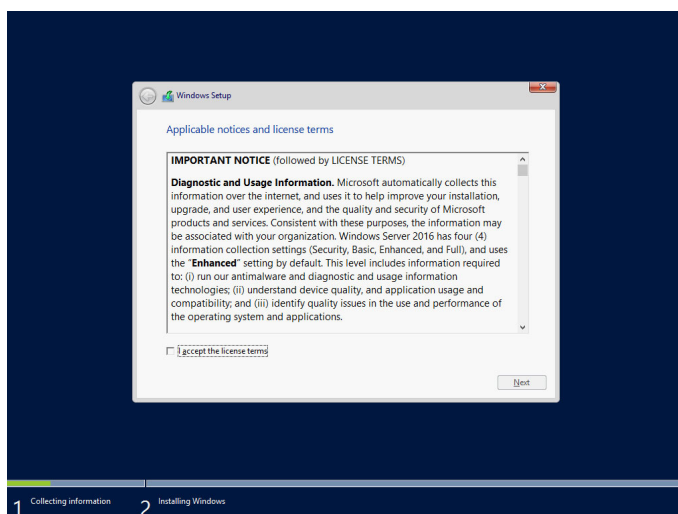 Windows Setup
Applicable notices and license terms
IMPORTANT NOTICE (followed by LICENSE TERMS)
Diagnostic and Usage Information. Microsoft automatically collects this
information over the internet, and uses it to help improve your installation,
upgrade, and user experience, and the quality and security of Microsoft
products and services. Consistent with these purposes, the information may
be associated with your organization. Windows Server 2016 has four (4)
information collection settings (Security, Basic, Enhanced, and Full), and uses
the “Enhanced” setting by default. This level includes information required
to: (i) run our antimalware and diagnostic and usage information
technologies; (ii) understand device quality, and application usage and
compatibility; and (iii) identify quality issues in the use and performance of
the operating system and applications.
I accept the license terms
Next
1 Collecting information 2 Installing Windows